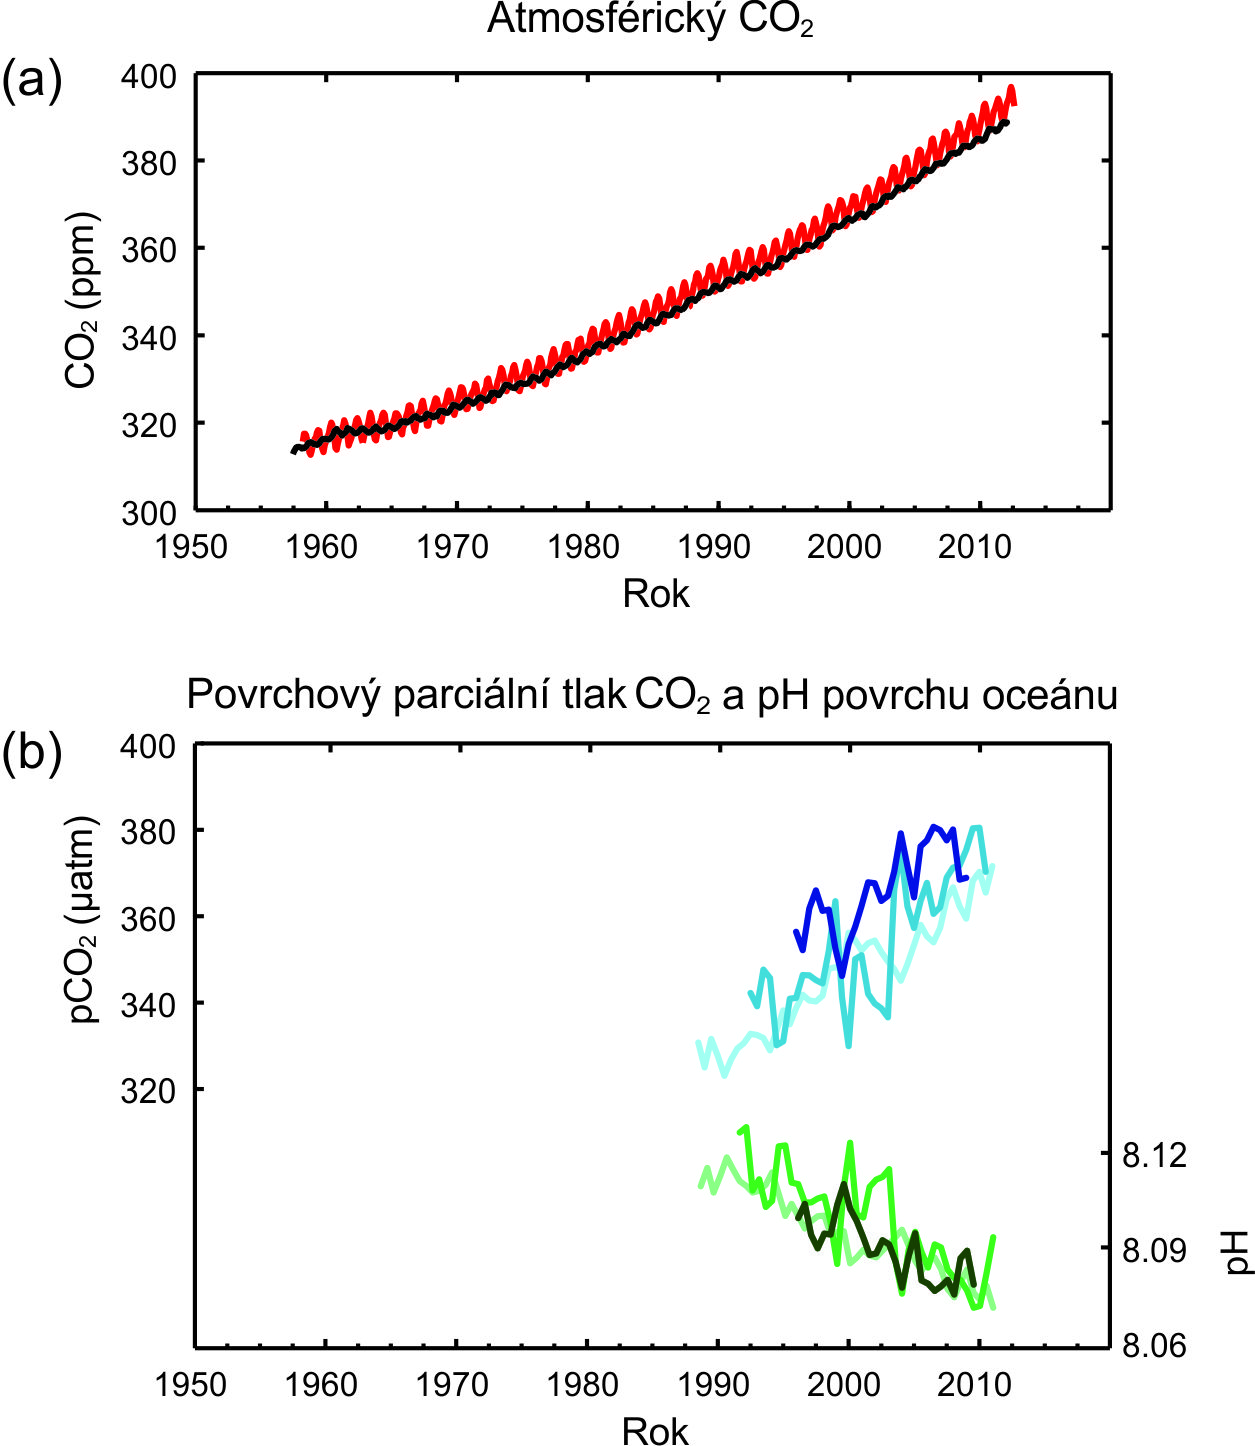 Atmosférický CO₂
(a)
400
380
360
340
320
300
CO₂ (ppm)
1950 1960 1970 1980 1990 2000 2010
Rok
Povrchový parciální tlak CO₂ a pH povrchu oceánu
(b)
400
380
360
340
320
pCO₂ (µatm)
8.12
8.09
8.06
pH
1950 1960 1970 1980 1990 2000 2010
Rok